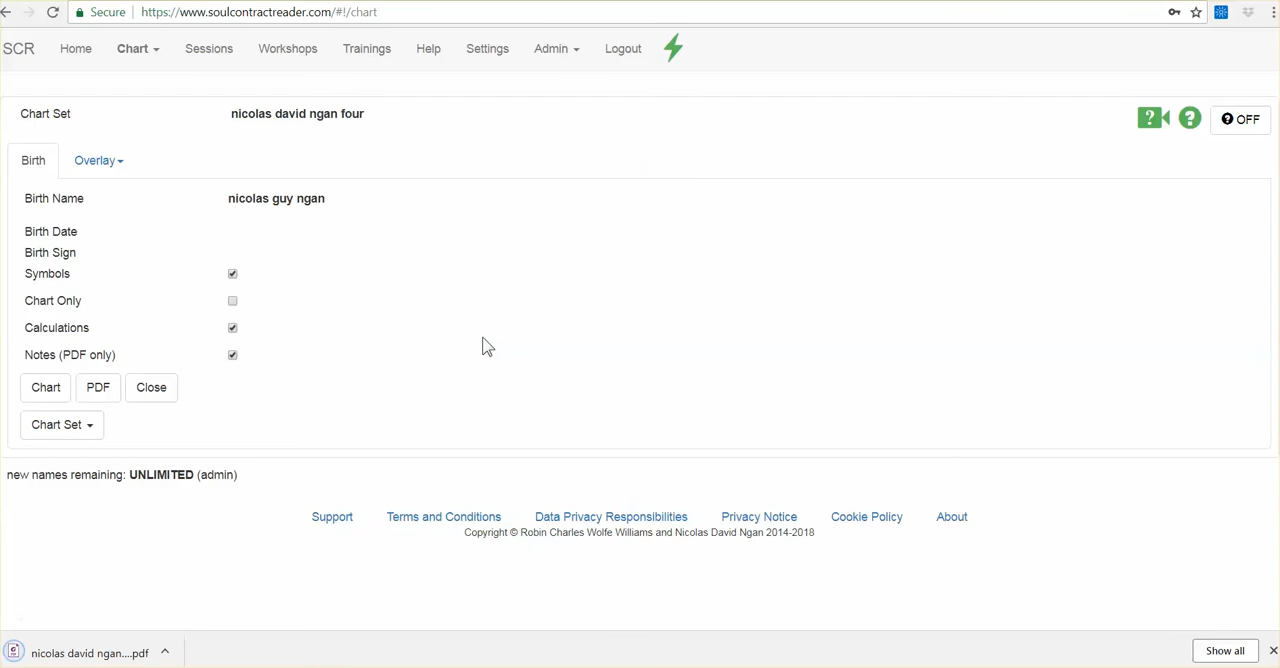 Secure https://www.soulcontractreader.com/#!/chart
SCR Home Chart Sessions Workshops Trainings Help Settings Admin Logout
Chart Set nicolas david ngan four ? ? ? OFF
Birth Overlay
Birth Name nicolas guy ngan
Birth Date
Birth Sign
Symbols
Chart Only
Calculations
Notes (PDF only)
Chart PDF Close
Chart Set
new names remaining: UNLIMITED (admin)
Support Terms and Conditions Data Privacy Responsibilities Privacy Notice Cookie Policy About
Copyright © Robin Charles Wolfe Williams and Nicolas David Ngan 2014-2018
nicolas david ngan....pdf Show all